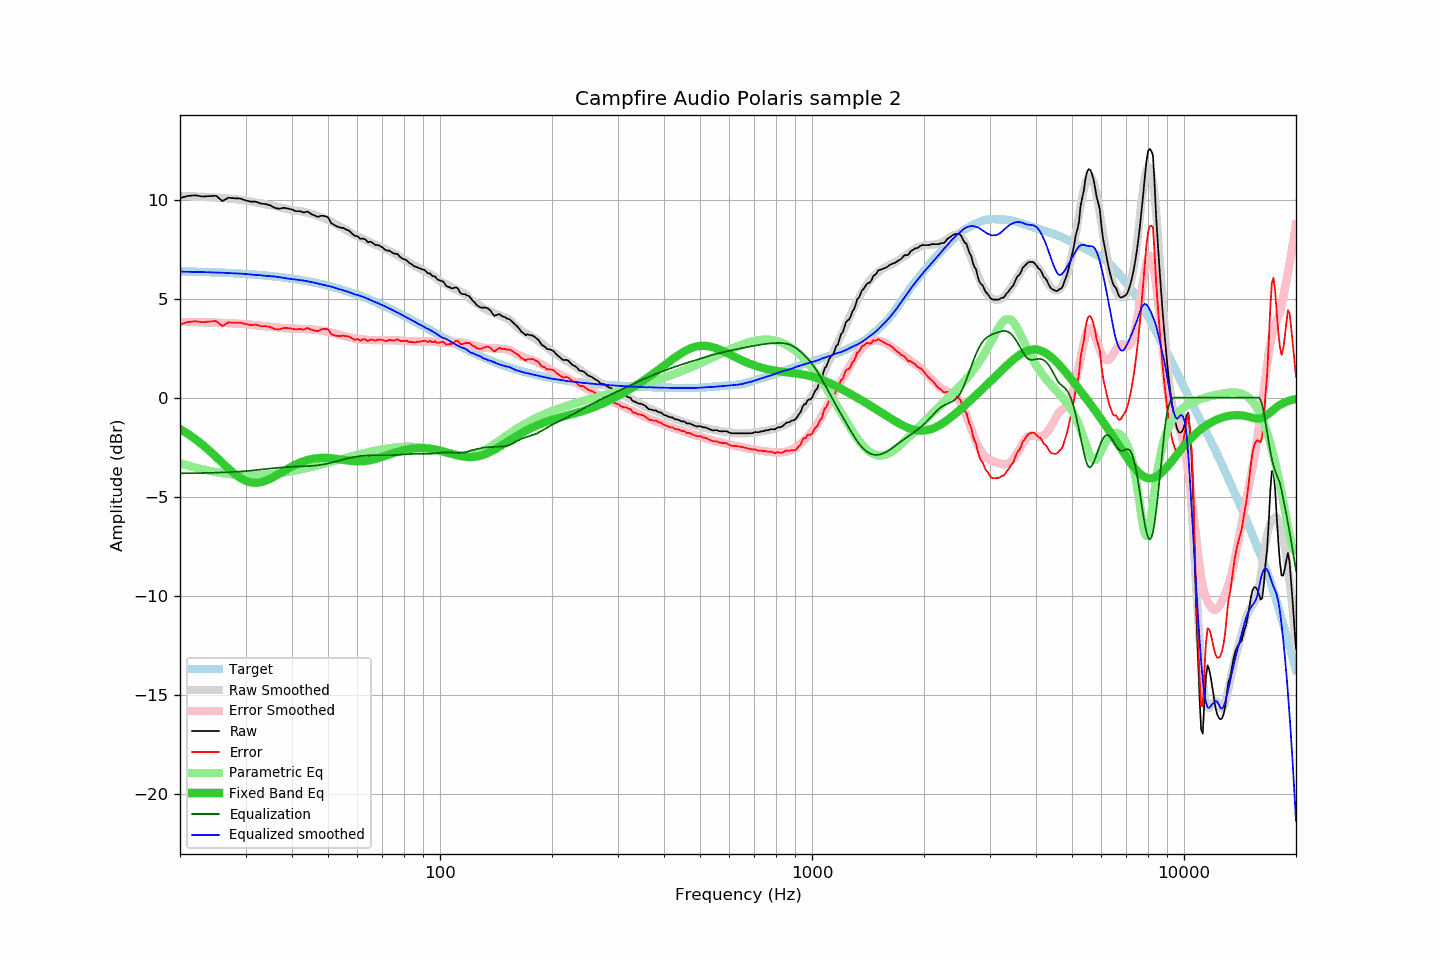 Campfire Audio Polaris sample 2
Amplitude (dBr)
10
5
0
−5
−10
−15
−20
Target
Raw Smoothed
Error Smoothed
Raw
Error
Parametric Eq
Fixed Band Eq
Equalization
Equalized smoothed
100
1000
10000
Frequency (Hz)